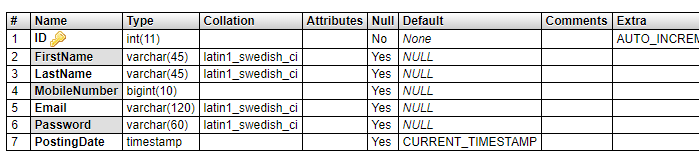 # Name Type Collation Attributes Null Default Comments Extra
1 ID int(11) No None AUTO_INCREM
2 FirstName varchar(45) latin1_swedish_ci Yes NULL
3 LastName varchar(45) latin1_swedish_ci Yes NULL
4 MobileNumber bigint(10) Yes NULL
5 Email varchar(120) latin1_swedish_ci Yes NULL
6 Password varchar(60) latin1_swedish_ci Yes NULL
7 PostingDate timestamp Yes CURRENT_TIMESTAMP